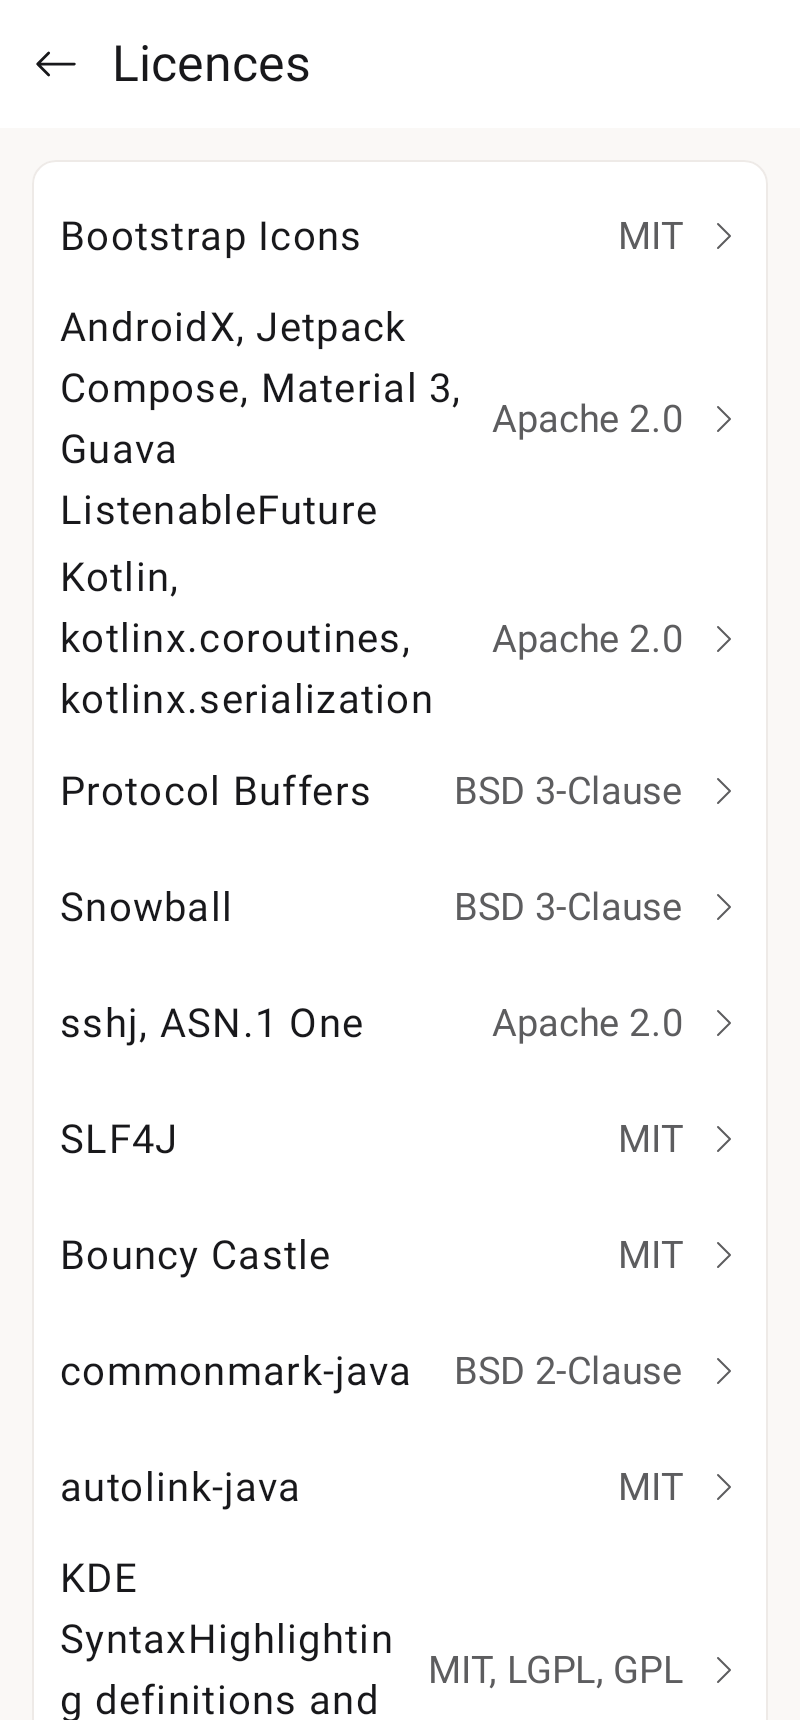 Licences
Bootstrap Icons MIT
AndroidX, Jetpack
Compose, Material 3,
Guava
ListenableFuture
Apache 2.0
Kotlin,
kotlinx.coroutines,
kotlinx.serialization
Apache 2.0
Protocol Buffers BSD 3-Clause
Snowball BSD 3-Clause
sshj, ASN.1 One Apache 2.0
SLF4J MIT
Bouncy Castle MIT
commonmark-java BSD 2-Clause
autolink-java MIT
KDE
SyntaxHighlightin
g definitions and
MIT, LGPL, GPL